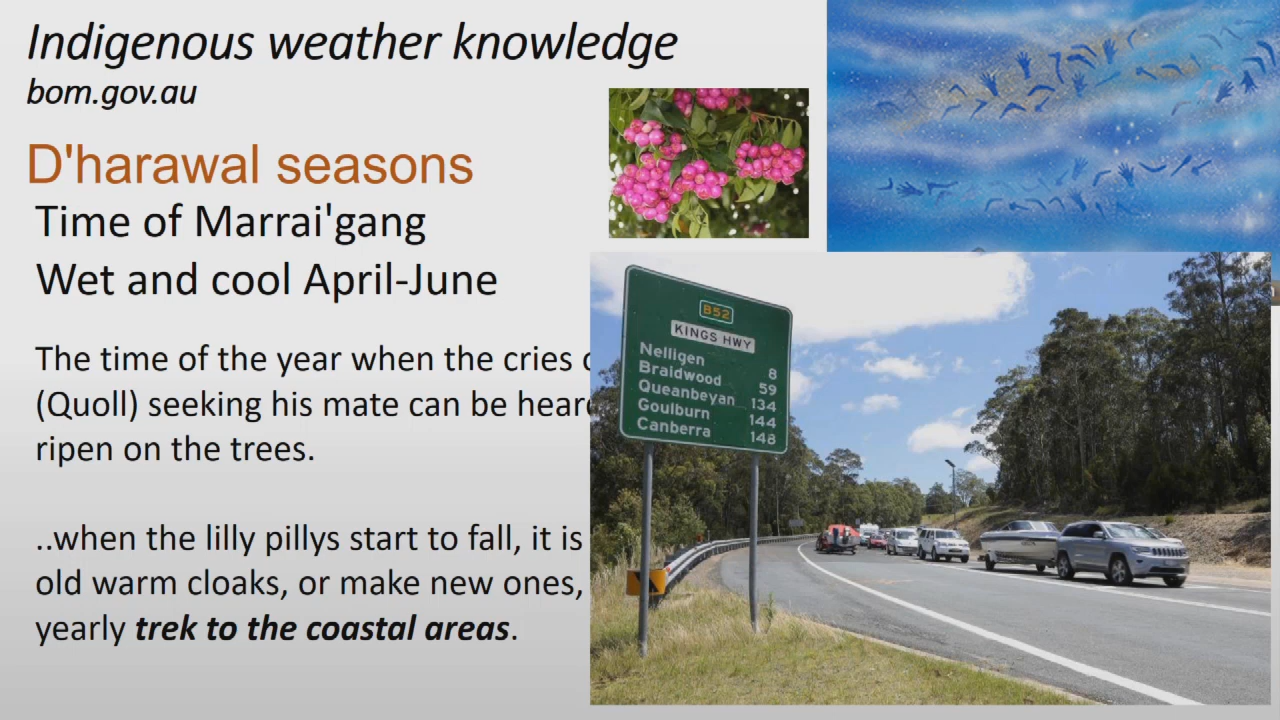 Indigenous weather knowledge
bom.gov.au
D'harawal seasons
Time of Marrai'gang
Wet and cool April-June
The time of the year when the cries
(Quoll) seeking his mate can be hear
ripen on the trees.
..when the lilly pillys start to fall, it is
old warm cloaks, or make new ones,
yearly trek to the coastal areas.
B52
KINGS HWY
Nelligen 8
Braidwood 59
Queanbeyan 134
Goulburn 144
Canberra 148